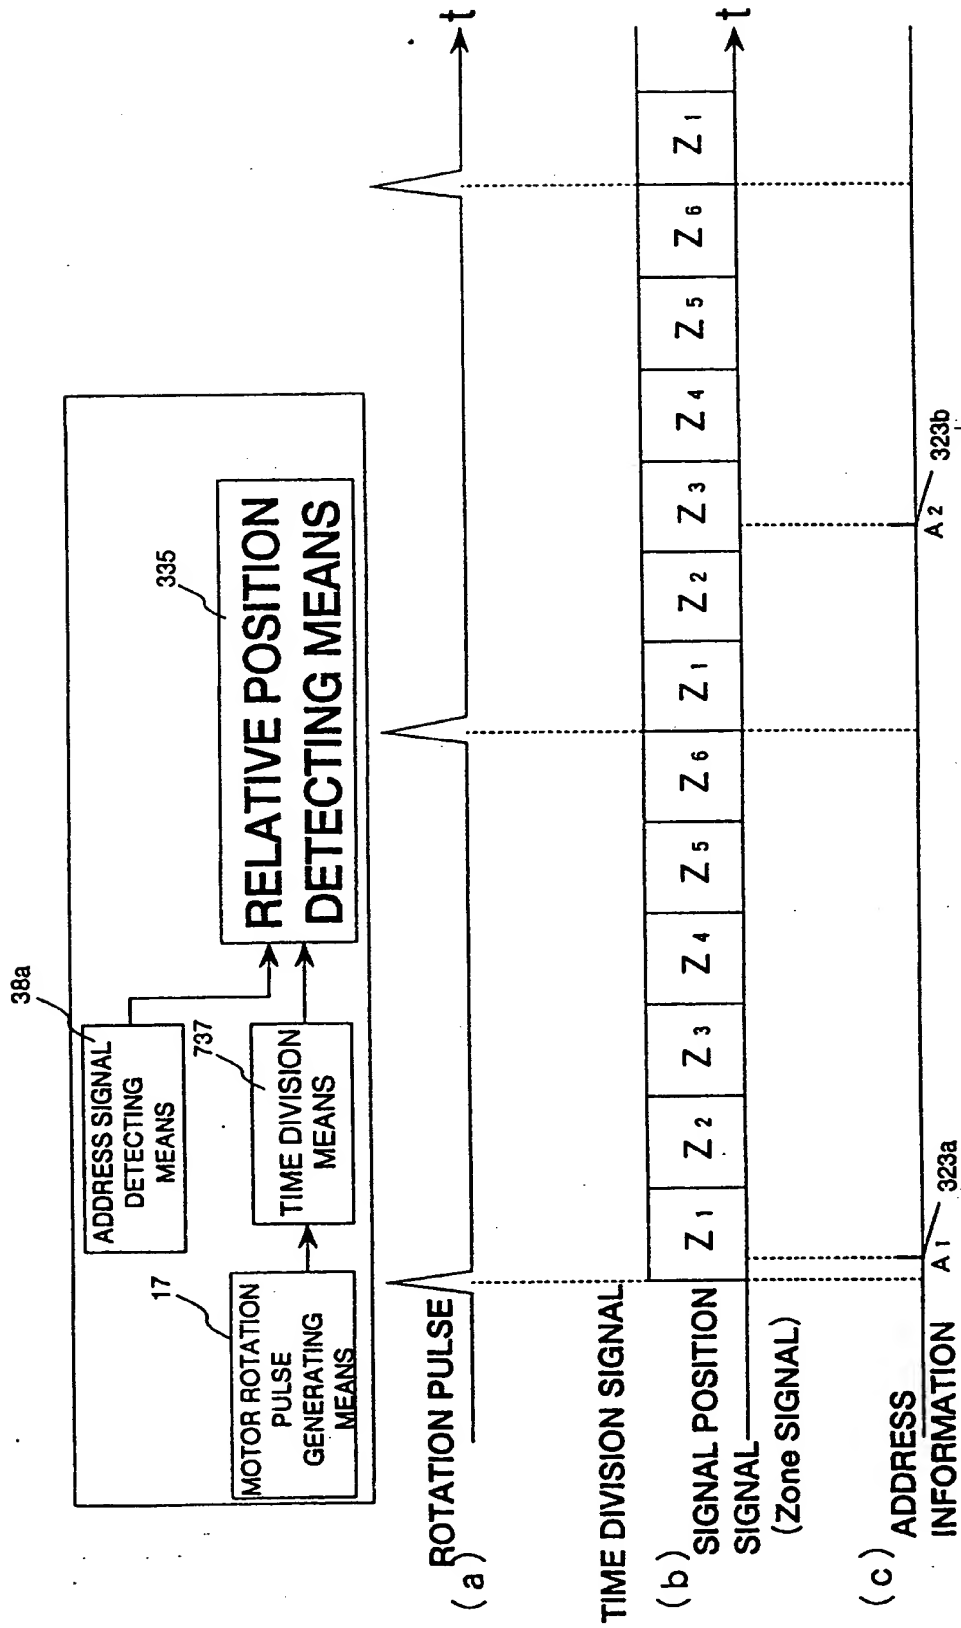 38a
ADDRESS SIGNAL
DETECTING
MEANS
335
RELATIVE POSITION
DETECTING MEANS
17
MOTOR ROTATION
PULSE
GENERATING
MEANS
737
TIME DIVISION
MEANS
ROTATION PULSE
(a)
t
TIME DIVISION SIGNAL
(b)
SIGNAL POSITION
SIGNAL
(Zone SIGNAL)
Z1 Z2 Z3 Z4 Z5 Z6 Z1 Z2 Z3 Z4 Z5 Z6 Z1
t
(c)
ADDRESS
INFORMATION
A1
323a
A2
323b